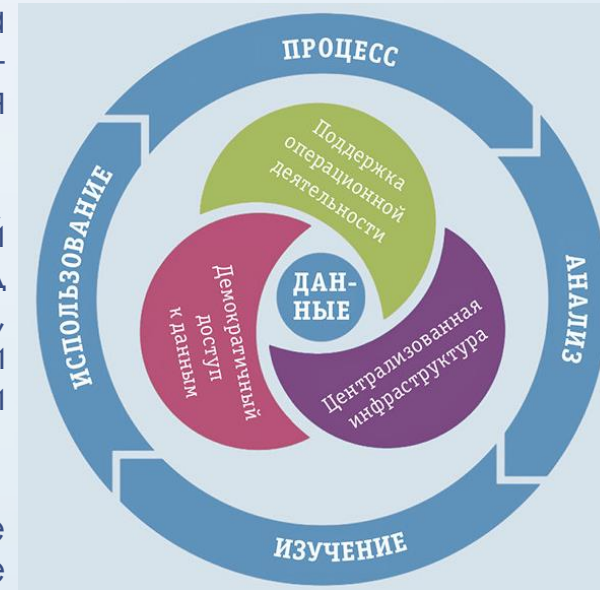 ПРОЦЕСС
Поддержка
операционной
деятельности
ИСПОЛЬЗОВАНИЕ
АНАЛИЗ
ДАН-
НЫЕ
Демократичный
доступ
к данным
Централизованная
инфраструктура
ИЗУЧЕНИЕ